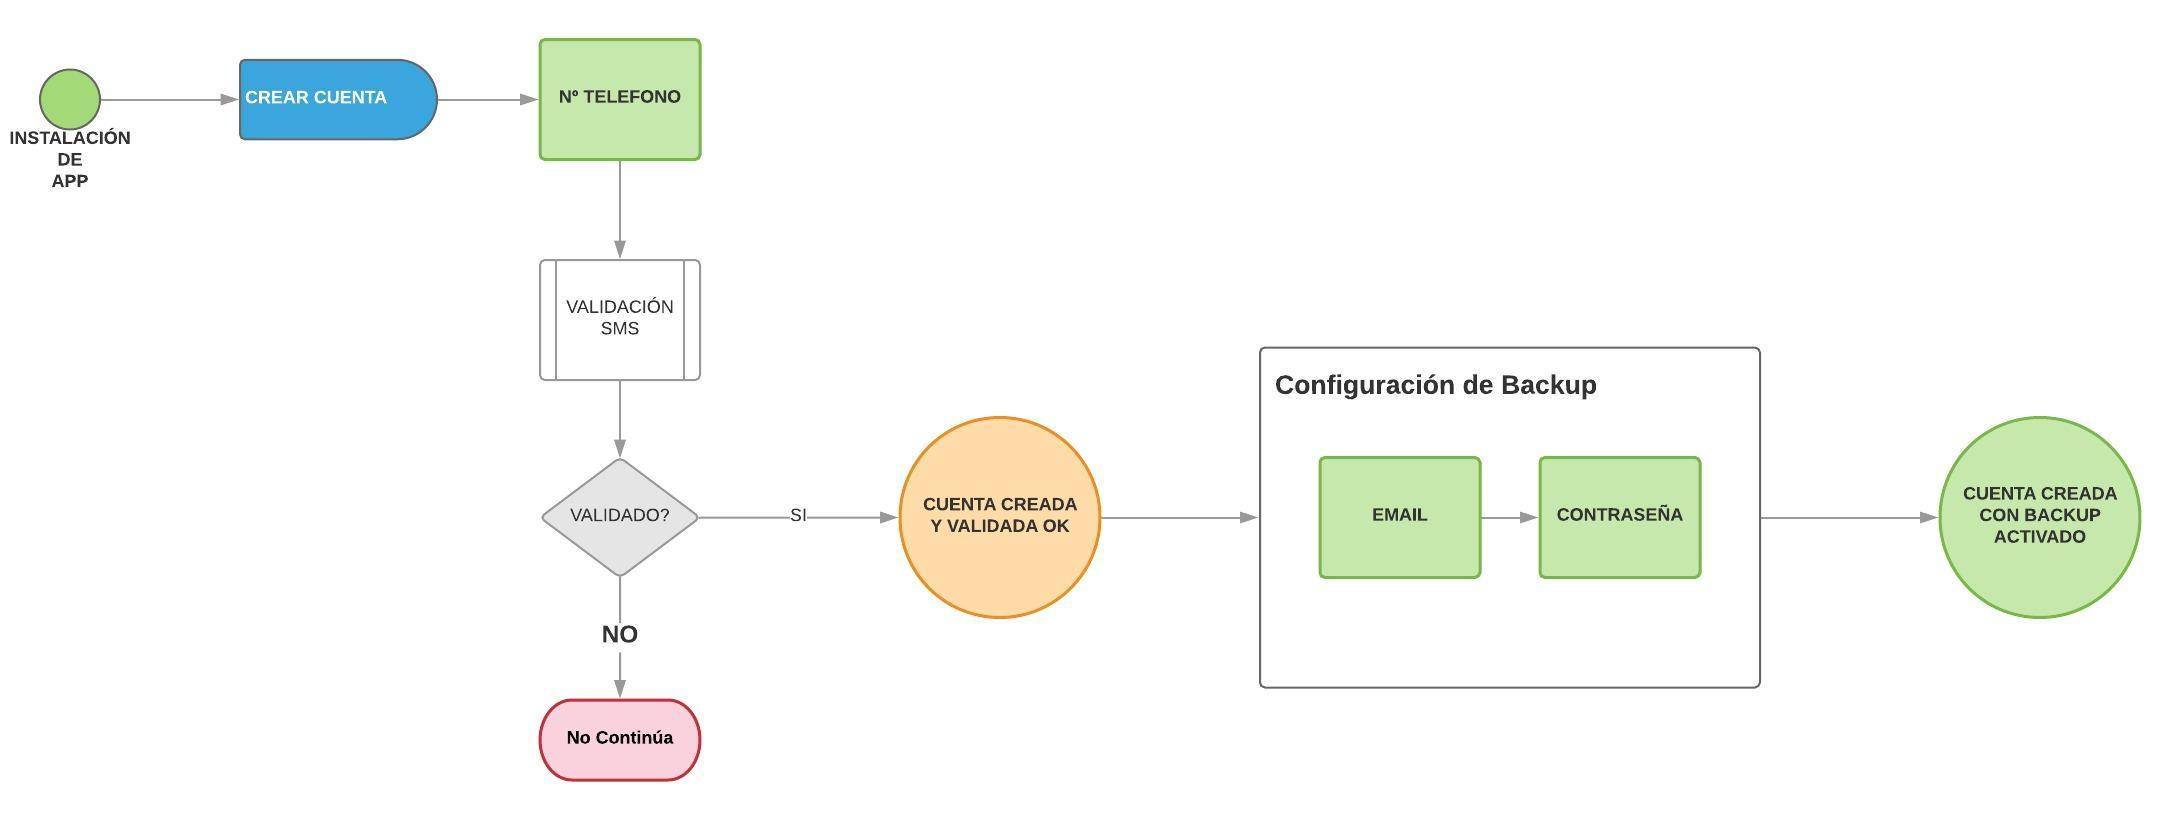 INSTALACIÓN
DE
APP
CREAR CUENTA
Nº TELEFONO
VALIDACIÓN
SMS
VALIDADO?
SI
NO
No Continúa
CUENTA CREADA
Y VALIDADA OK
Configuración de Backup
EMAIL
CONTRASEÑA
CUENTA CREADA
CON BACKUP
ACTIVADO